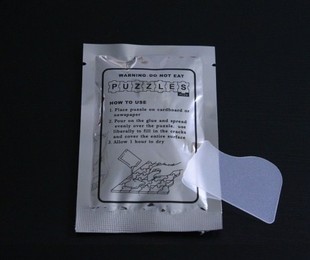 WARNING: DO NOT EAT
PUZZLES
HOW TO USE
1. Place puzzle on cardboard or
newspaper
2. Pour on the glue and spread
evenly over the puzzle. use
liberally to fill in the cracks
and cover the entire surface
3. Allow 1 hour to dry